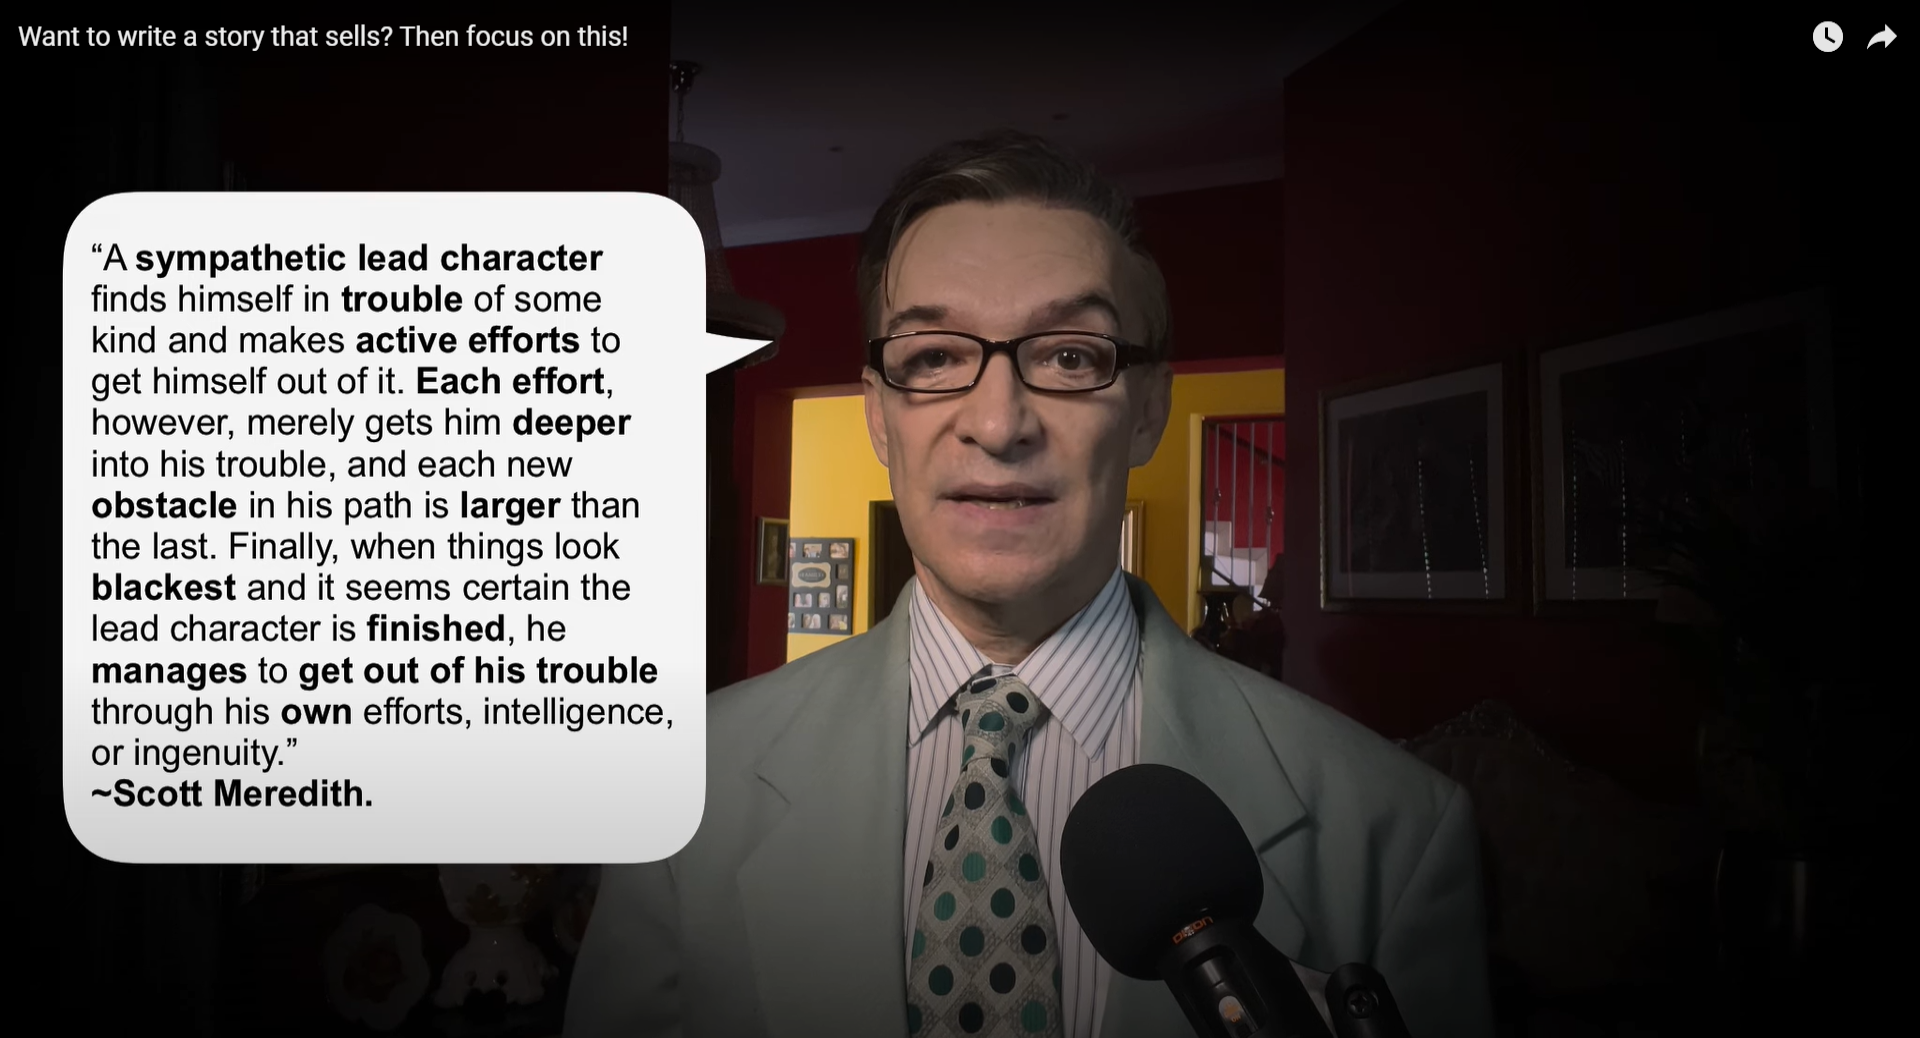 Want to write a story that sells? Then focus on this!
“A sympathetic lead character
finds himself in trouble of some
kind and makes active efforts to
get himself out of it. Each effort,
however, merely gets him deeper
into his trouble, and each new
obstacle in his path is larger than
the last. Finally, when things look
blackest and it seems certain the
lead character is finished, he
manages to get out of his trouble
through his own efforts, intelligence,
or ingenuity.”
~Scott Meredith.